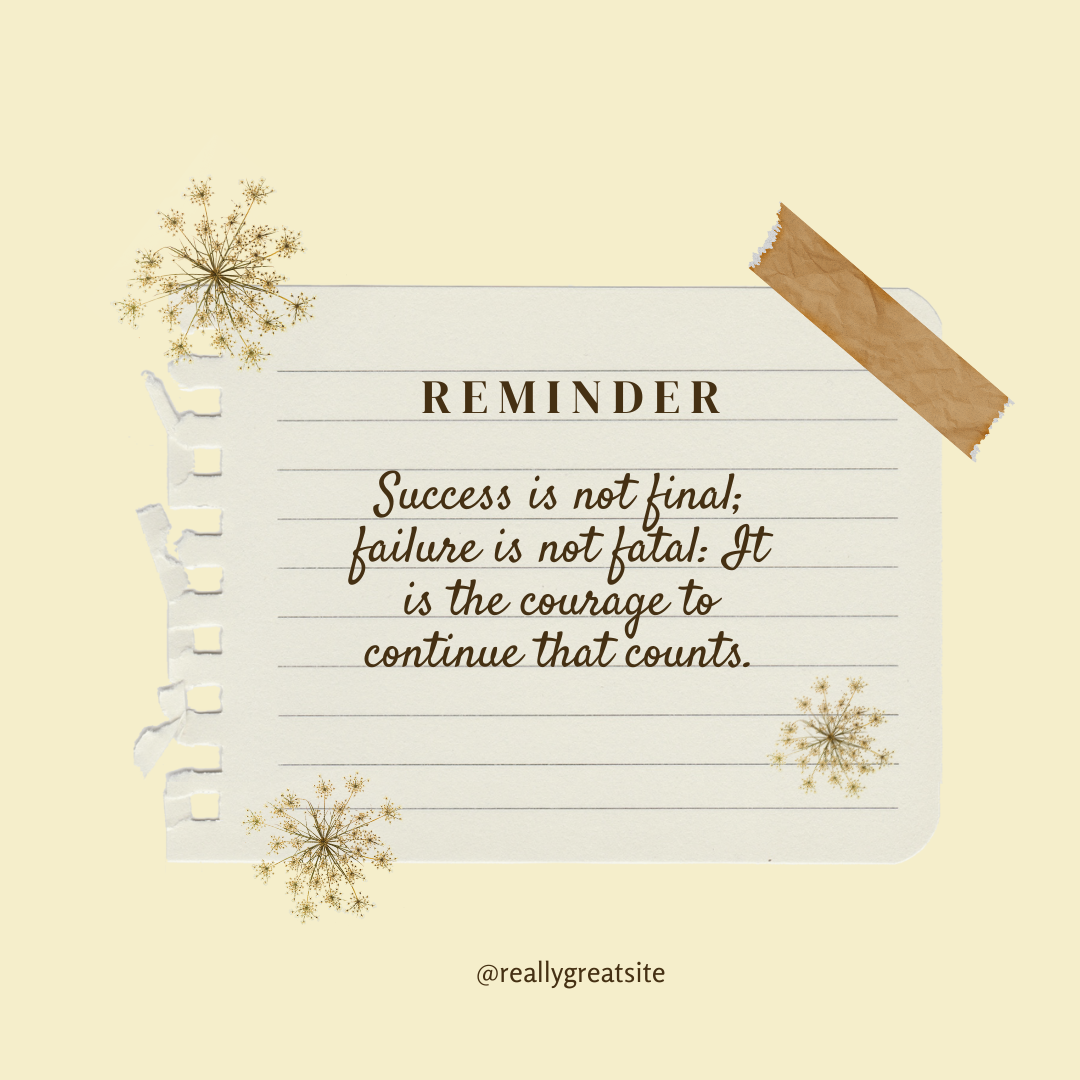 REMINDER
Success is not final;
failure is not fatal: It
is the courage to
continue that counts.
@reallygreatsite